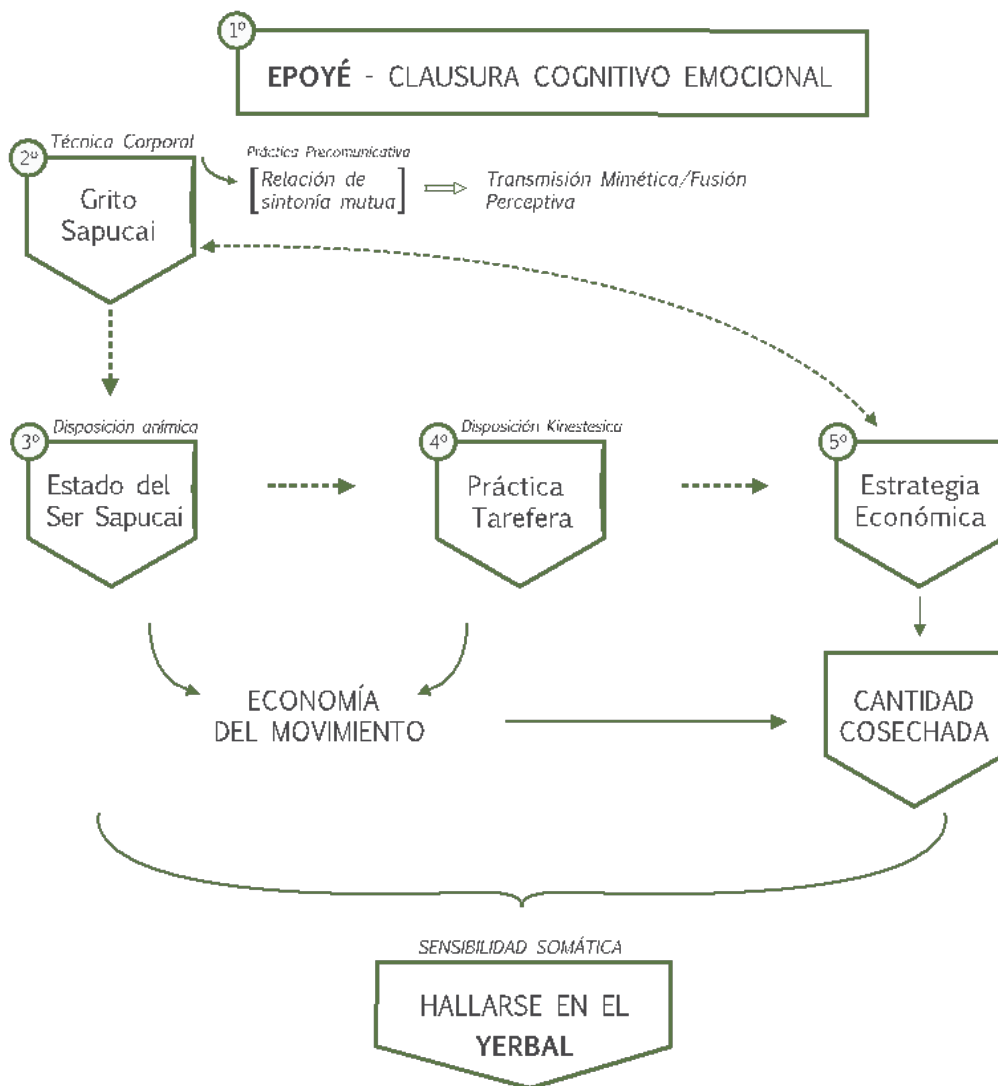 1º
EPOYÉ - CLAUSURA COGNITIVO EMOCIONAL
Técnica Corporal
2º
Grito
Sapucai
Práctica Precomunicativa
[Relación de
sintonía mutua]
Transmisión Mimética/Fusión
Perceptiva
Disposición anímica
3º
Estado del
Ser Sapucai
Disposición Kinestesica
4º
Práctica
Tarefera
5º
Estrategia
Económica
ECONOMÍA
DEL MOVIMIENTO
CANTIDAD
COSECHADA
SENSIBILIDAD SOMÁTICA
HALLARSE EN EL
YERBAL